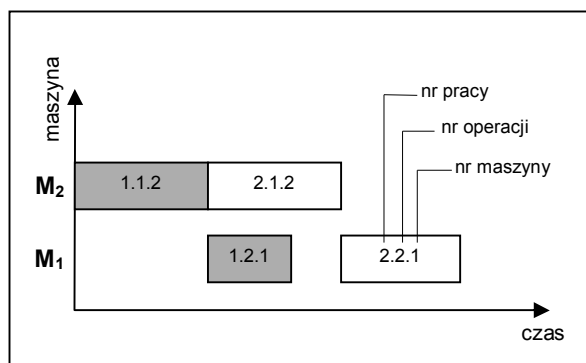 maszyna
nr pracy
nr operacji
nr maszyny
M2
1.1.2
2.1.2
M1
1.2.1
2.2.1
czas